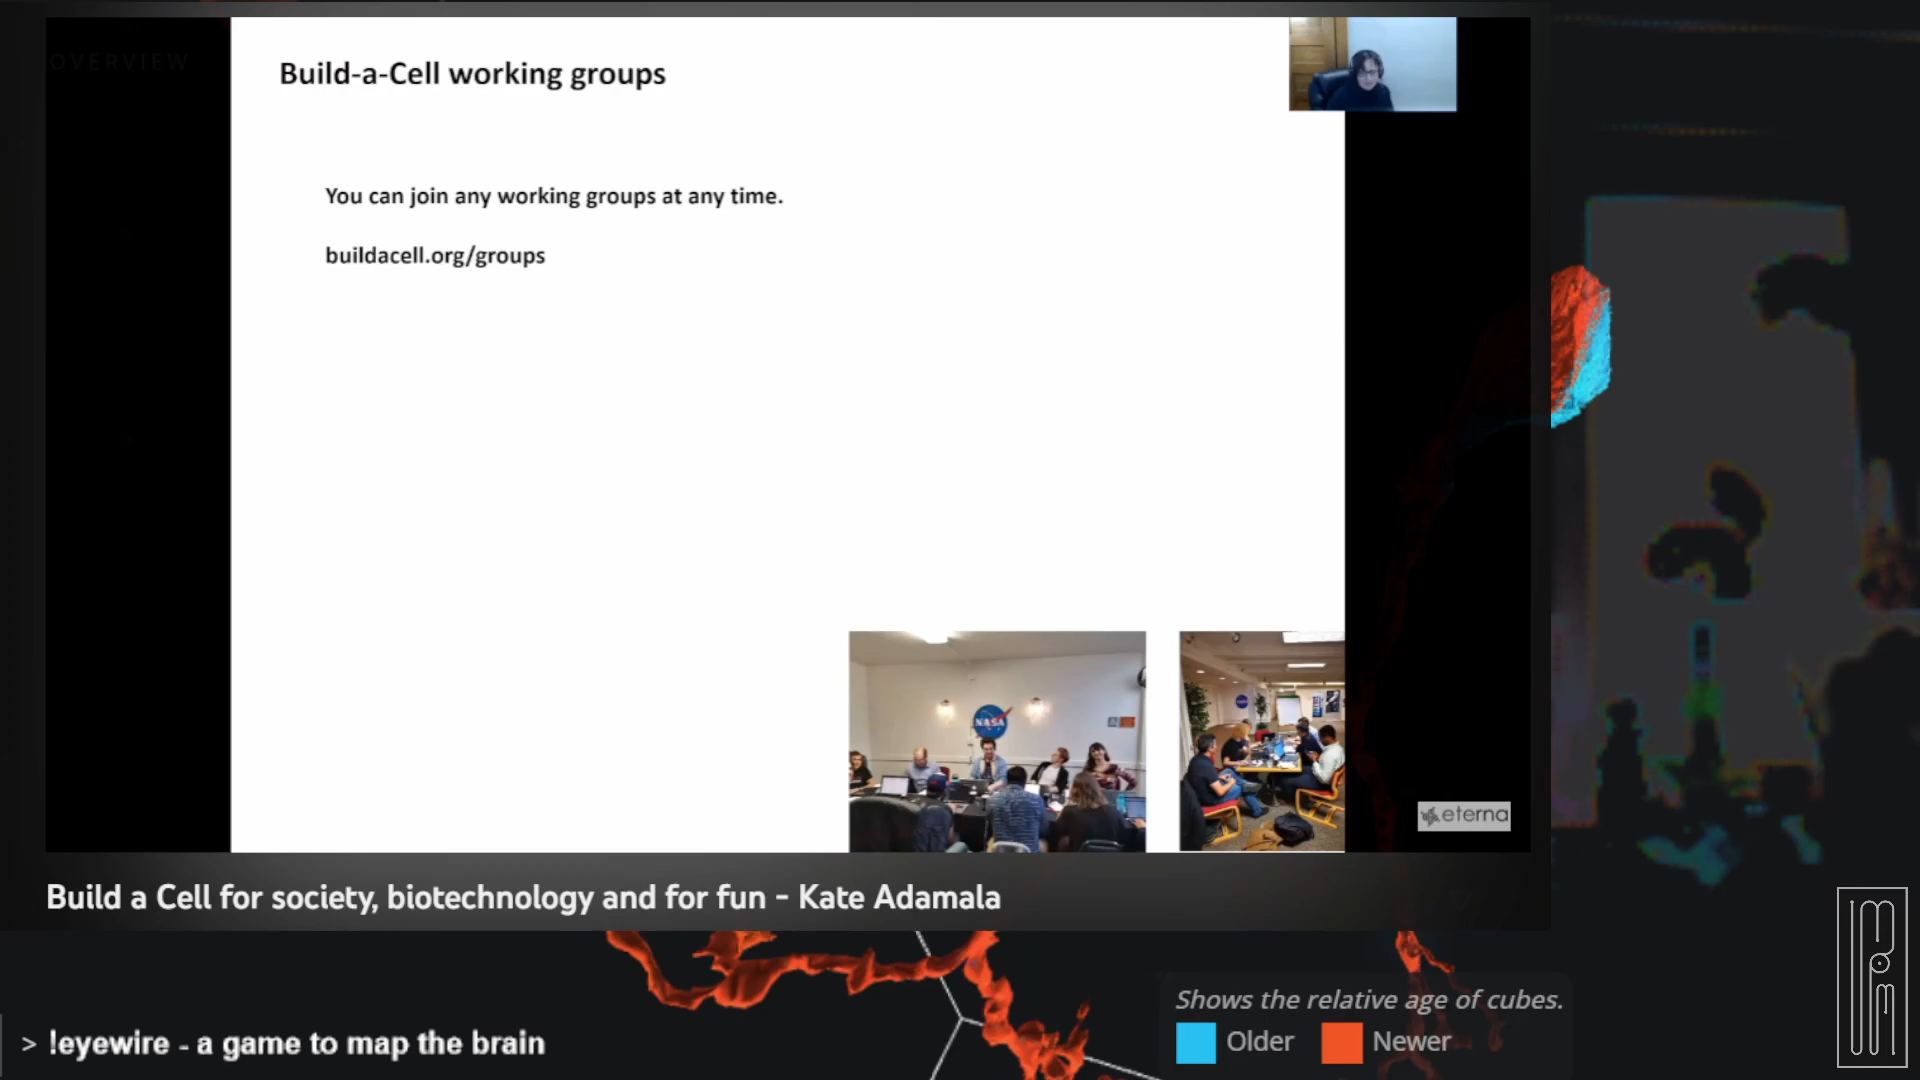 OVERVIEW
Build-a-Cell working groups
You can join any working groups at any time.
buildacell.org/groups
NASA
eterna
Build a Cell for society, biotechnology and for fun - Kate Adamala
Shows the relative age of cubes.
Older Newer
> !eyewire - a game to map the brain